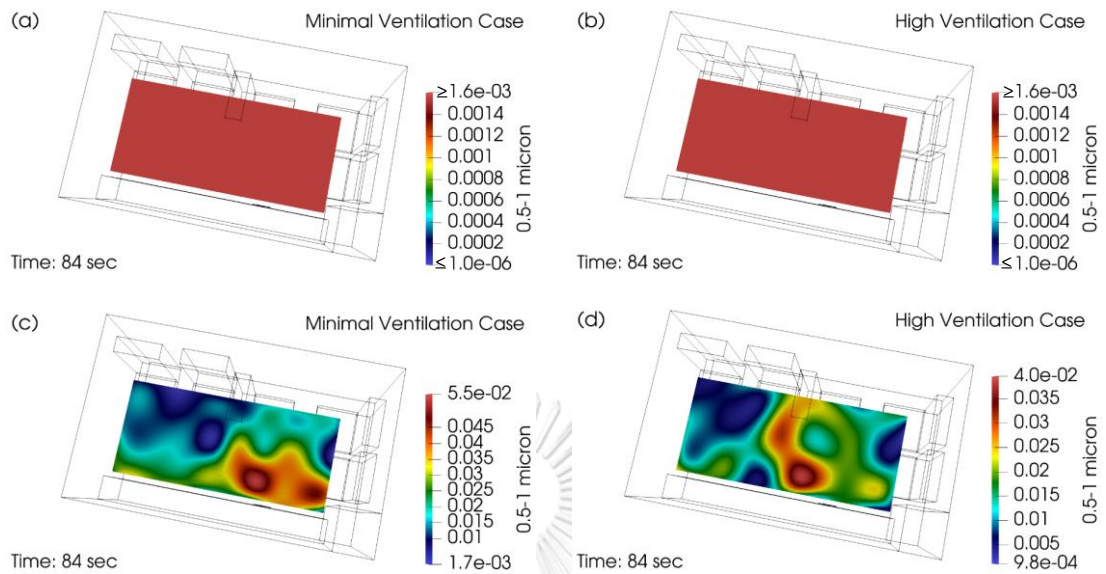 (a) Minimal Ventilation Case
≥1.6e-03
0.0014
0.0012
0.001
0.0008
0.0006
0.0004
0.0002
≤1.0e-06
0.5-1 micron
Time: 84 sec
(b) High Ventilation Case
≥1.6e-03
0.0014
0.0012
0.001
0.0008
0.0006
0.0004
0.0002
≤1.0e-06
0.5-1 micron
Time: 84 sec
(c) Minimal Ventilation Case
5.5e-02
0.045
0.04
0.035
0.03
0.025
0.02
0.015
0.01
1.7e-03
0.5-1 micron
Time: 84 sec
(d) High Ventilation Case
4.0e-02
0.035
0.03
0.025
0.02
0.015
0.01
0.005
9.8e-04
0.5-1 micron
Time: 84 sec